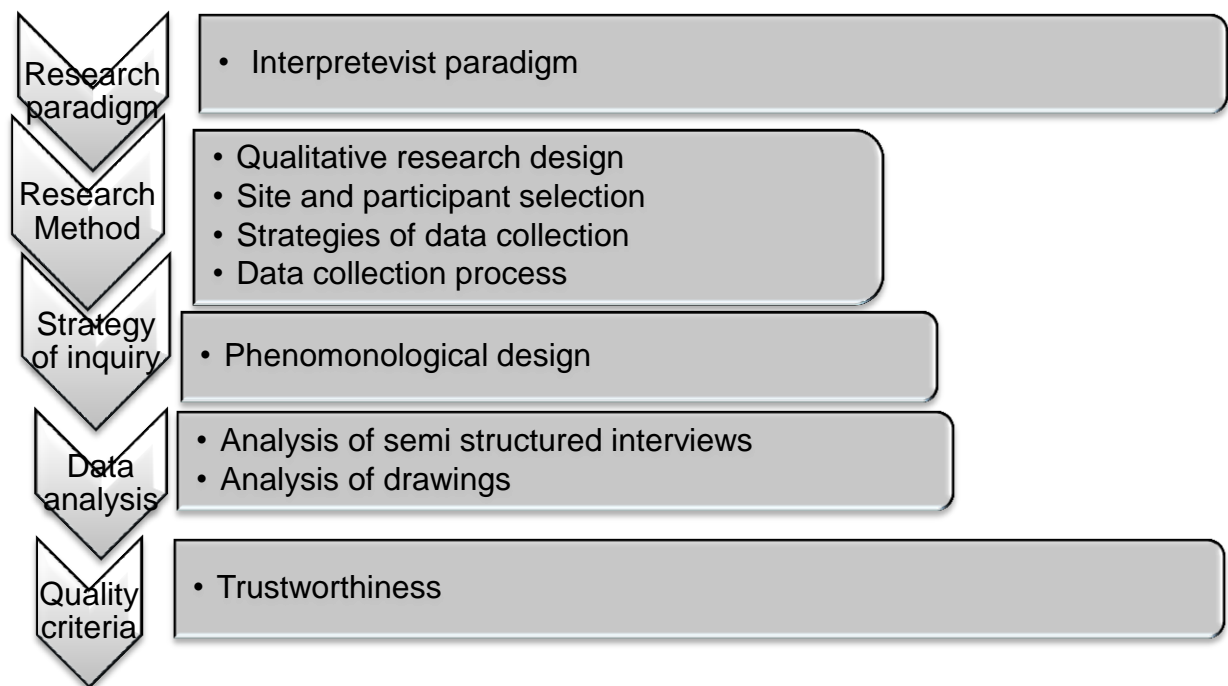 Research
paradigm
• Interpretevist paradigm
Research
Method
• Qualitative research design
• Site and participant selection
• Strategies of data collection
• Data collection process
Strategy
of inquiry
• Phenomonological design
Data
analysis
• Analysis of semi structured interviews
• Analysis of drawings
Quality
criteria
• Trustworthiness